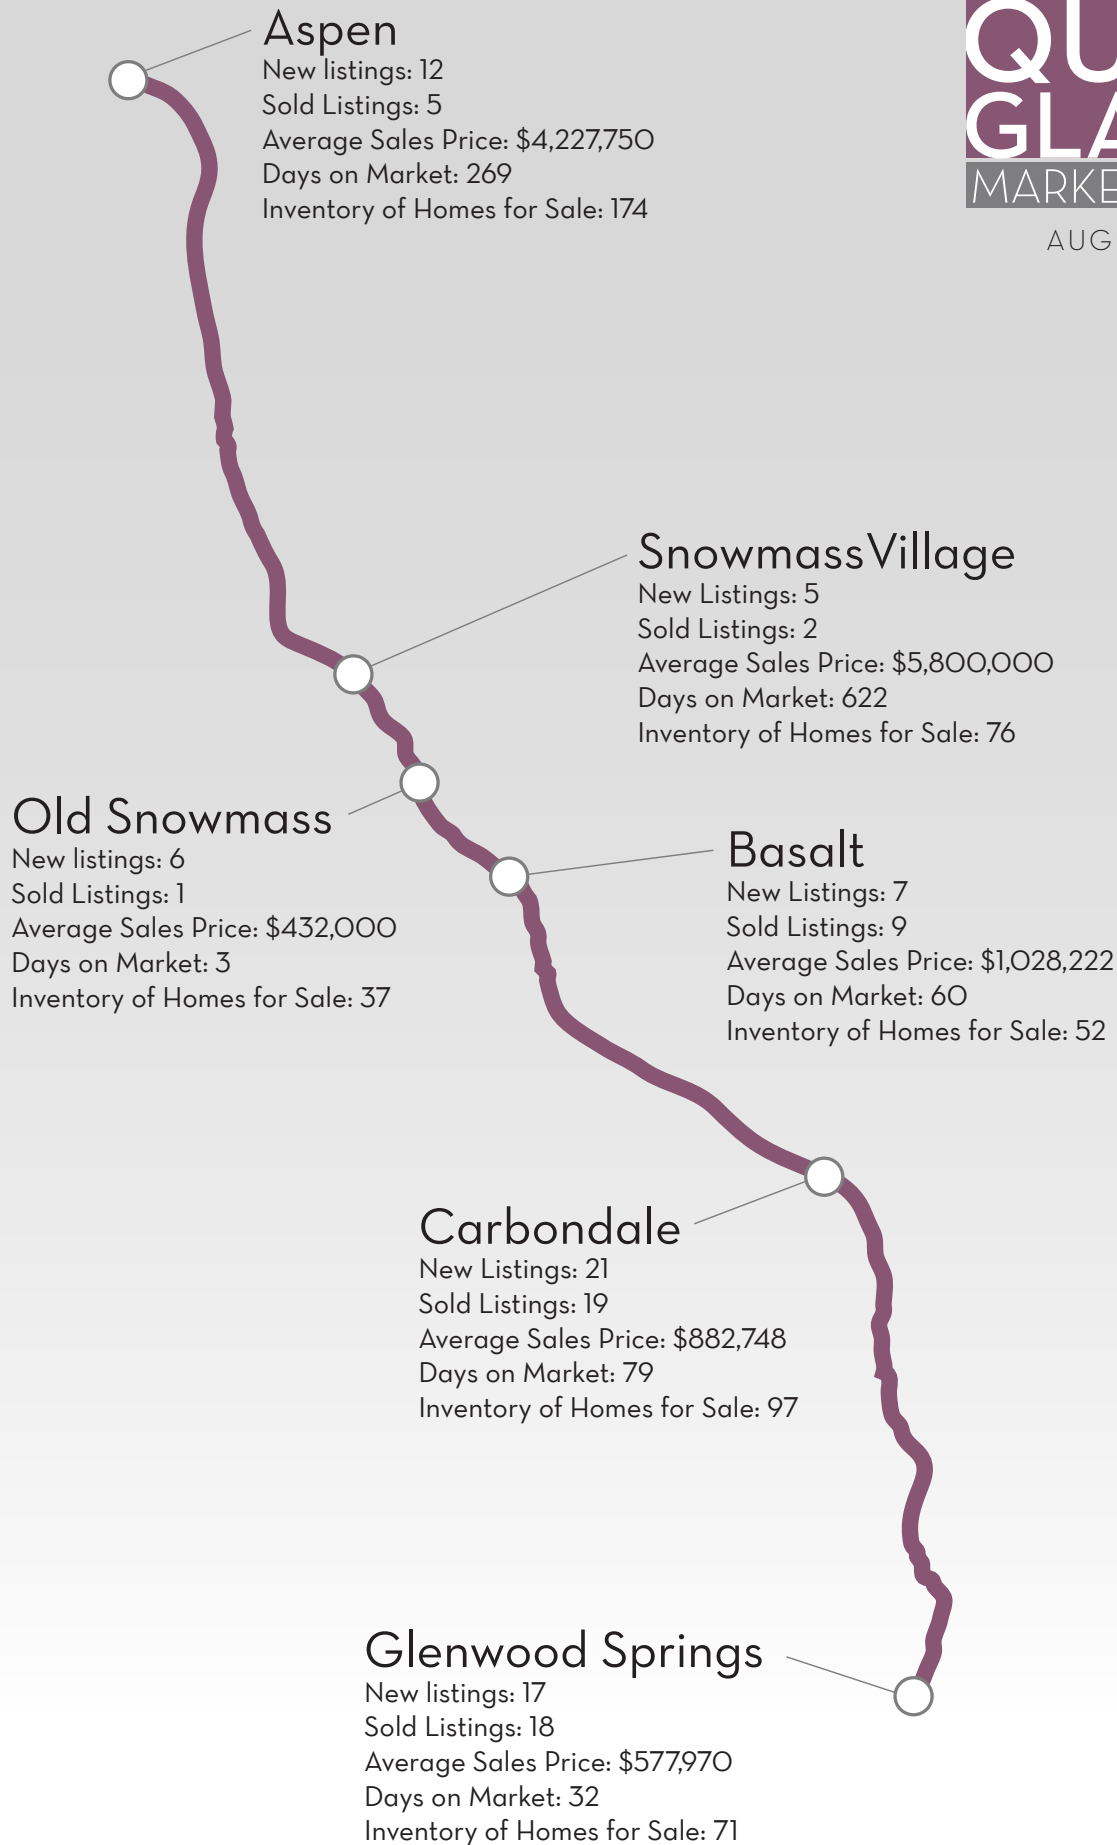 Aspen
New listings: 12
Sold Listings: 5
Average Sales Price: $4,227,750
Days on Market: 269
Inventory of Homes for Sale: 174
QU
GLA
MARKE
AUG
Snowmass Village
New Listings: 5
Sold Listings: 2
Average Sales Price: $5,800,000
Days on Market: 622
Inventory of Homes for Sale: 76
Old Snowmass
New listings: 6
Sold Listings: 1
Average Sales Price: $432,000
Days on Market: 3
Inventory of Homes for Sale: 37
Basalt
New Listings: 7
Sold Listings: 9
Average Sales Price: $1,028,222
Days on Market: 60
Inventory of Homes for Sale: 52
Carbondale
New Listings: 21
Sold Listings: 19
Average Sales Price: $882,748
Days on Market: 79
Inventory of Homes for Sale: 97
Glenwood Springs
New listings: 17
Sold Listings: 18
Average Sales Price: $577,970
Days on Market: 32
Inventory of Homes for Sale: 71